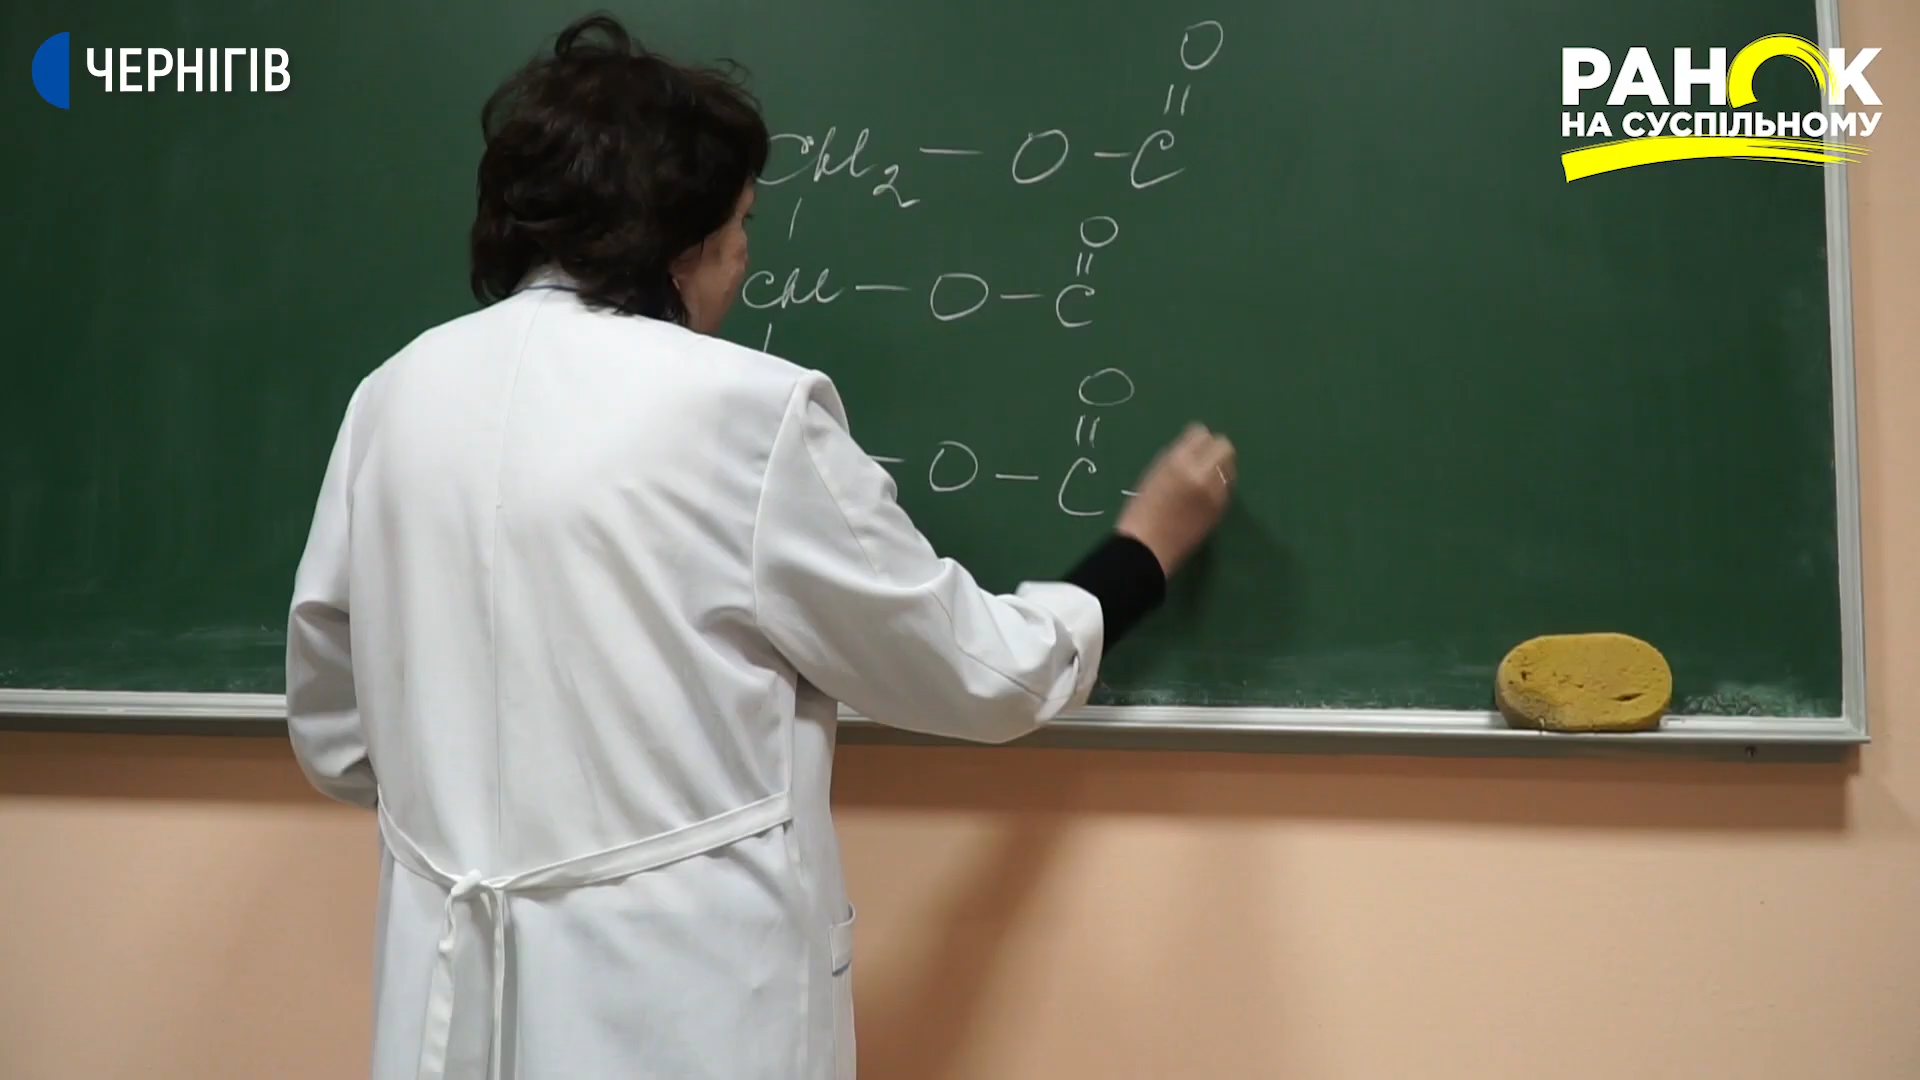 ЧЕРНІГІВ
РАНОК
НА СУСПІЛЬНОМУ
O
||
CH2 — O — C
|
O
||
CH — O — C
|
O
||
— O — C —